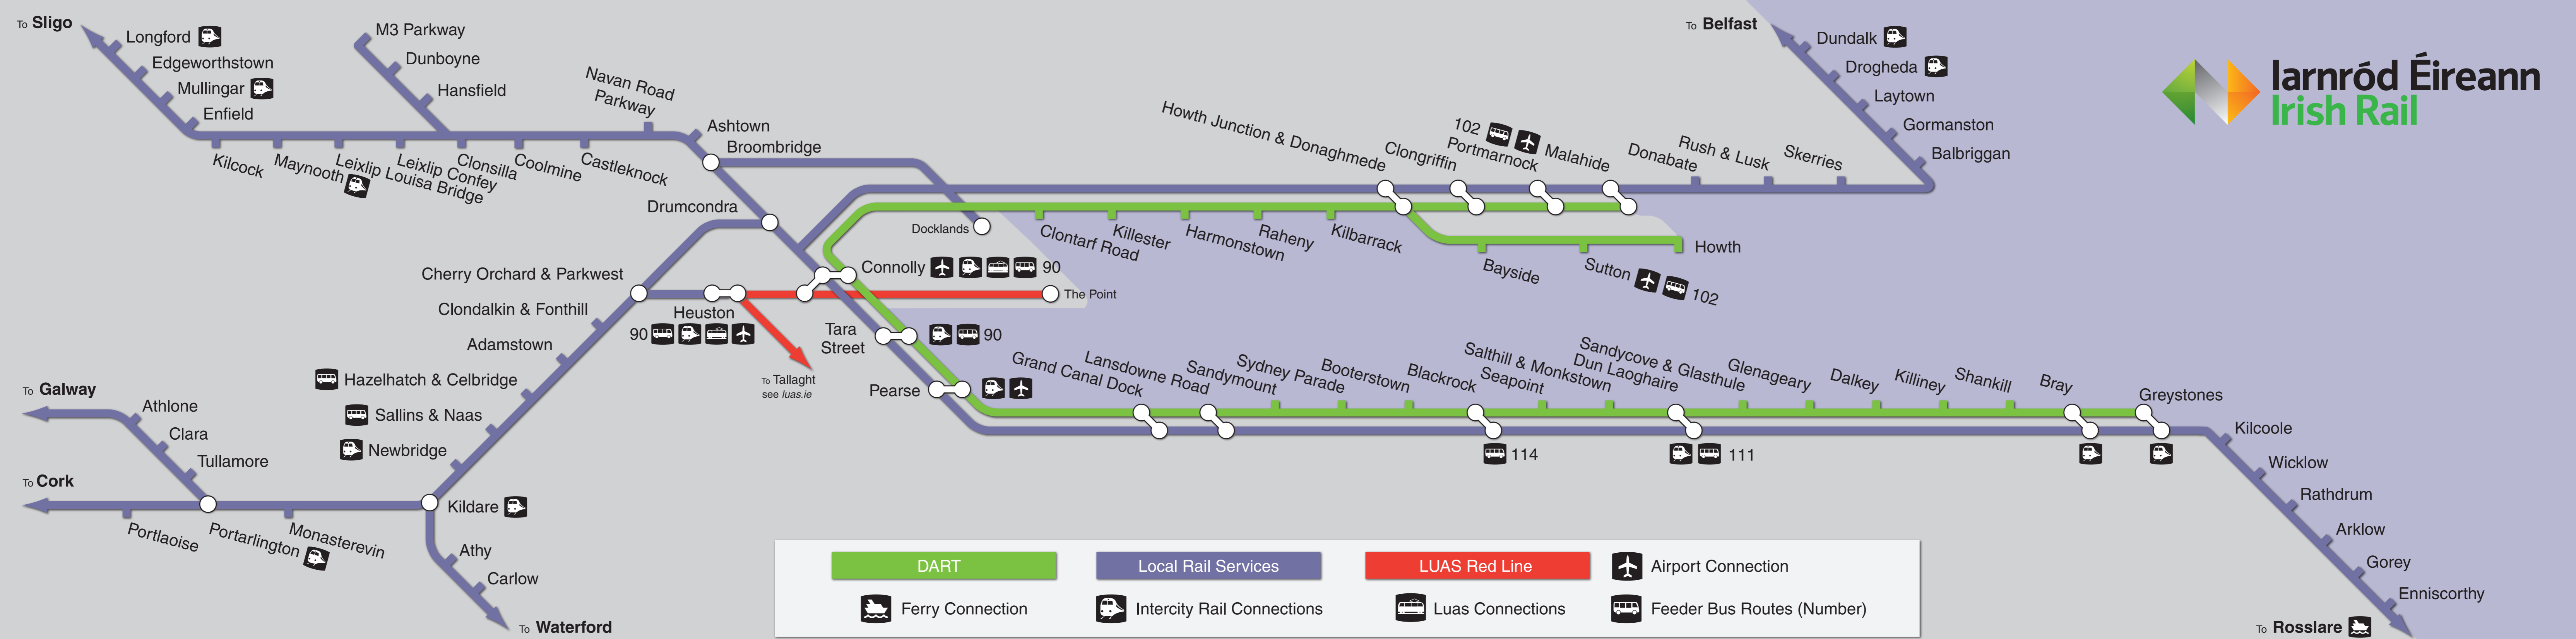 To Sligo
Longford
Edgeworthstown
Mullingar
Enfield
M3 Parkway
Dunboyne
Hansfield
Navan Road
Parkway
Ashtown
Broombridge
Kilcock
Maynooth
Leixlip
Louisa Bridge
Leixlip Confey
Clonsilla
Coolmine
Castleknock
Drumcondra
Docklands
Howth Junction & Donaghmede
Clongriffin
102
Portmarnock
Malahide
Donabate
Rush & Lusk
Skerries
To Belfast
Dundalk
Drogheda
Laytown
Gormanston
Balbriggan
Iarnród Éireann
Irish Rail
Clontarf Road
Killester
Harmonstown
Raheny
Kilbarrack
Howth
Bayside
Sutton
102
Cherry Orchard & Parkwest
Clondalkin & Fonthill
Adamstown
Hazelhatch & Celbridge
Sallins & Naas
Newbridge
Connolly
90
The Point
Heuston
90
Tara
Street
90
To Tallaght
see luas.ie
Pearse
Grand Canal Dock
Lansdowne Road
Sandymount
Sydney Parade
Booterstown
Blackrock
Seapoint
Salthill & Monkstown
Dun Laoghaire
Sandycove & Glasthule
Glenageary
Dalkey
Killiney
Shankill
Bray
Greystones
114
111
Kilcoole
Wicklow
Rathdrum
Arklow
Gorey
Enniscorthy
To Rosslare
To Galway
Athlone
Clara
Tullamore
To Cork
Portlaoise
Portarlington
Monasterevin
Kildare
Athy
Carlow
To Waterford
DART
Local Rail Services
LUAS Red Line
Airport Connection
Ferry Connection
Intercity Rail Connections
Luas Connections
Feeder Bus Routes (Number)